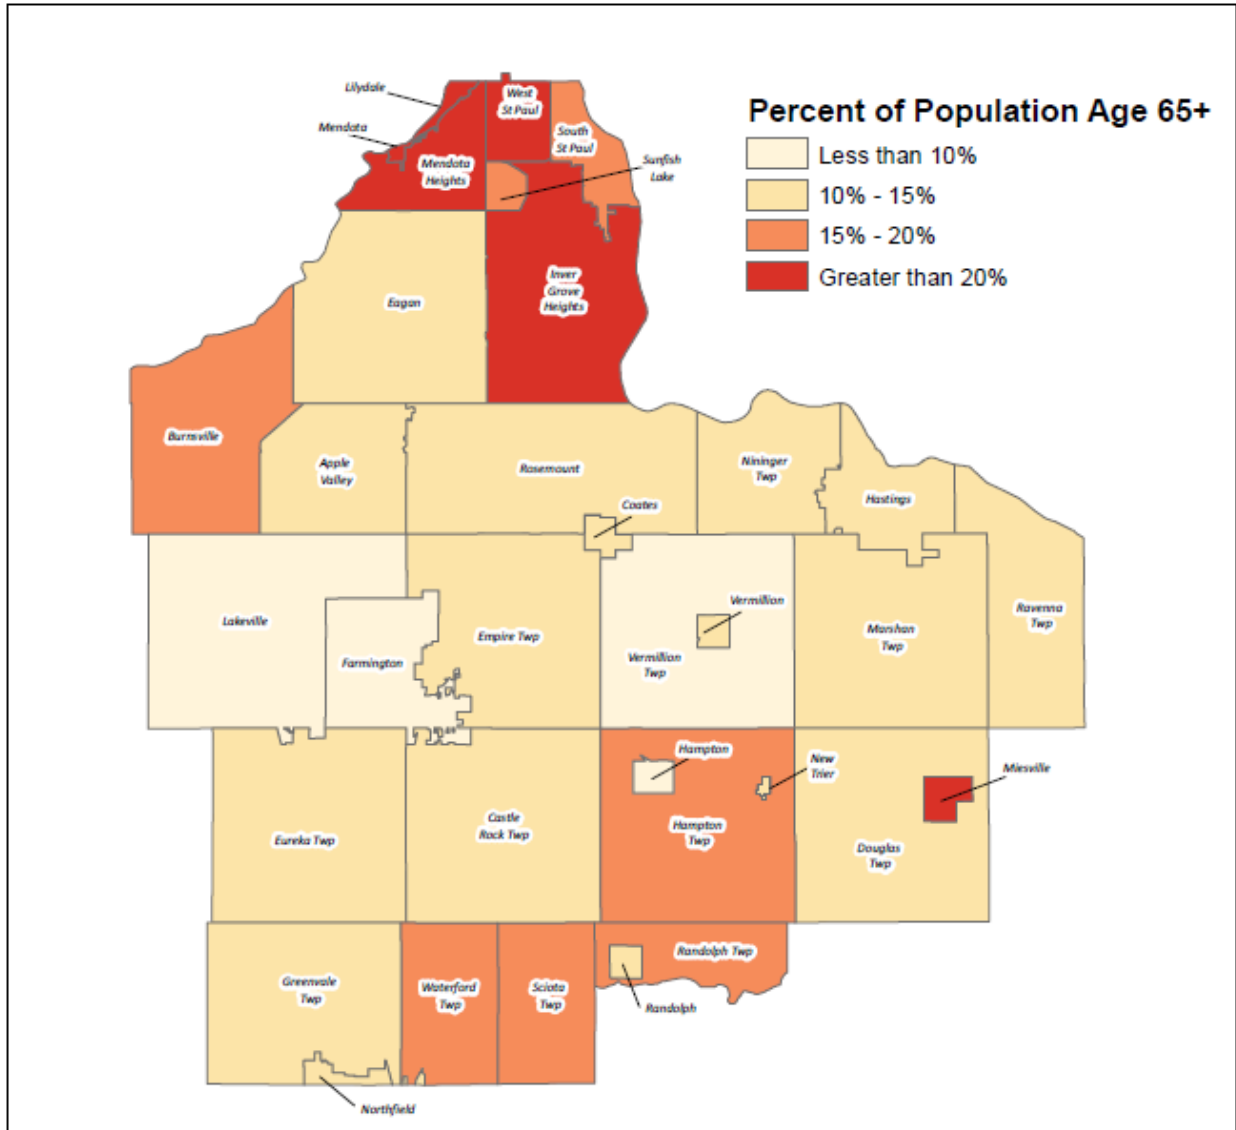 Percent of Population Age 65+
Less than 10%
10% - 15%
15% - 20%
Greater than 20%
Lilydale
Mendota
West
St Paul
South
St Paul
Mendota
Heights
Sunfish
Lake
Inver
Grove
Heights
Eagan
Burnsville
Apple
Valley
Rosemount
Coates
Nininger
Twp
Hastings
Lakeville
Farmington
Empire Twp
Vermillion
Vermillion
Twp
Marshan
Twp
Ravenna
Twp
Hampton
New
Trier
Miesville
Eureka Twp
Castle
Rock Twp
Hampton
Twp
Douglas
Twp
Greenvale
Twp
Waterford
Twp
Sciota
Twp
Randolph Twp
Randolph
Northfield